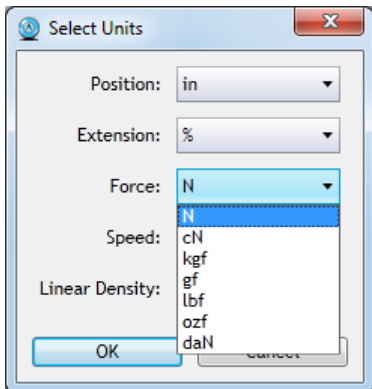 Select Units
Position: in
Extension: %
Force: N
N
Speed: cN
kgf
gf
Linear Density: lbf
ozf
OK daN